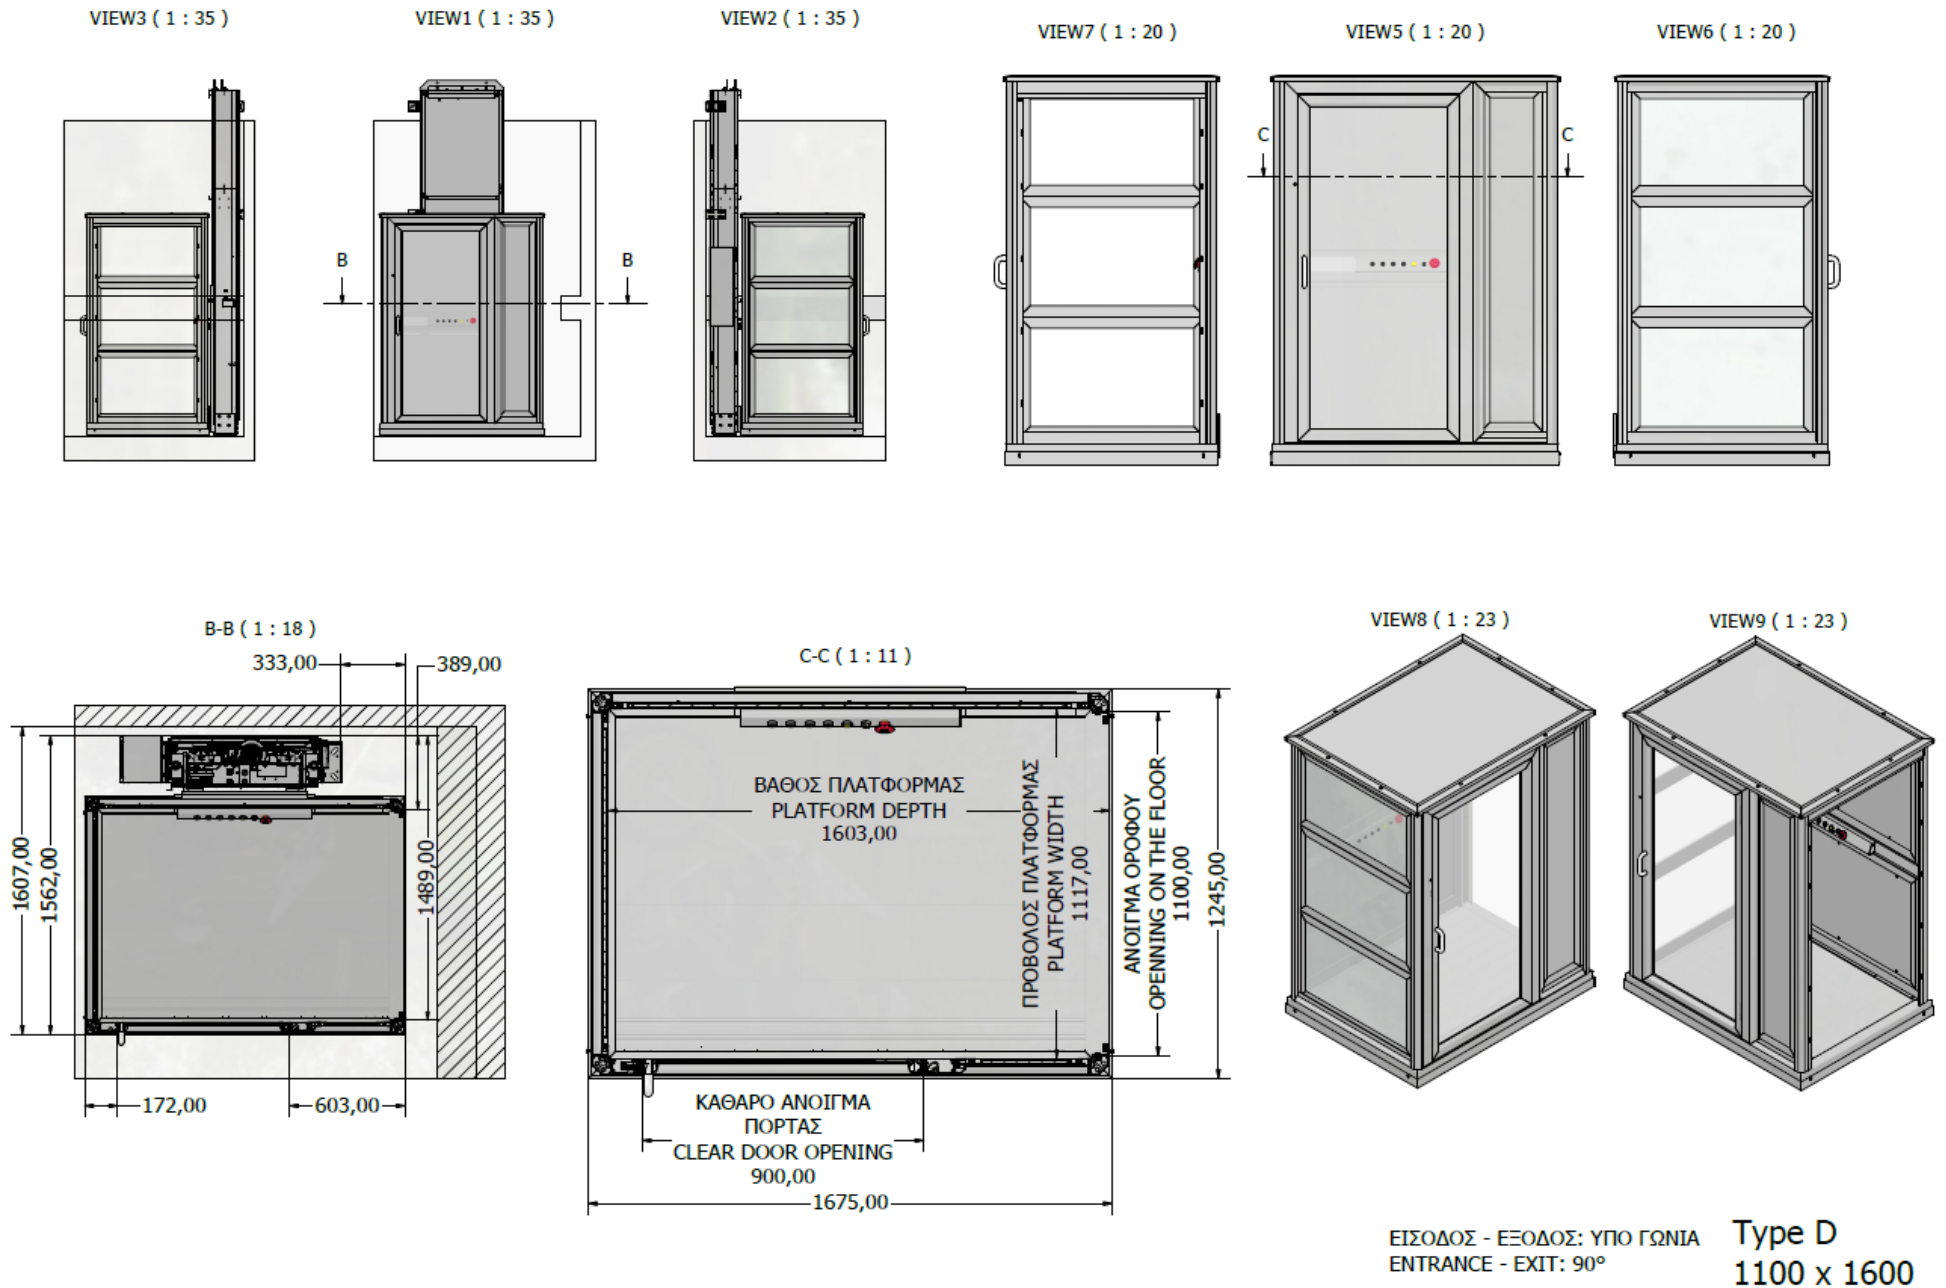 VIEW3 ( 1 : 35 )
VIEW1 ( 1 : 35 )
VIEW2 ( 1 : 35 )
VIEW7 ( 1 : 20 )
VIEW5 ( 1 : 20 )
VIEW6 ( 1 : 20 )
C
C
B
B
B-B ( 1 : 18 )
333,00
389,00
1607,00
1562,00
1489,00
172,00
603,00
C-C ( 1 : 11 )
ΒΑΘΟΣ ΠΛΑΤΦΟΡΜΑΣ
PLATFORM DEPTH
1603,00
ΠΡΟΒΟΛΟΣ ΠΛΑΤΦΟΡΜΑΣ
PLATFORM WIDTH
1117,00
ΑΝΟΙΓΜΑ ΟΡΟΦΟΥ
OPENNING ON THE FLOOR
1100,00
1245,00
ΚΑΘΑΡΟ ΑΝΟΙΓΜΑ
ΠΟΡΤΑΣ
CLEAR DOOR OPENING
900,00
1675,00
VIEW8 ( 1 : 23 )
VIEW9 ( 1 : 23 )
ΕΙΣΟΔΟΣ - ΕΞΟΔΟΣ: ΥΠΟ ΓΩΝΙΑ
ENTRANCE - EXIT: 90°
Type D
1100 x 1600